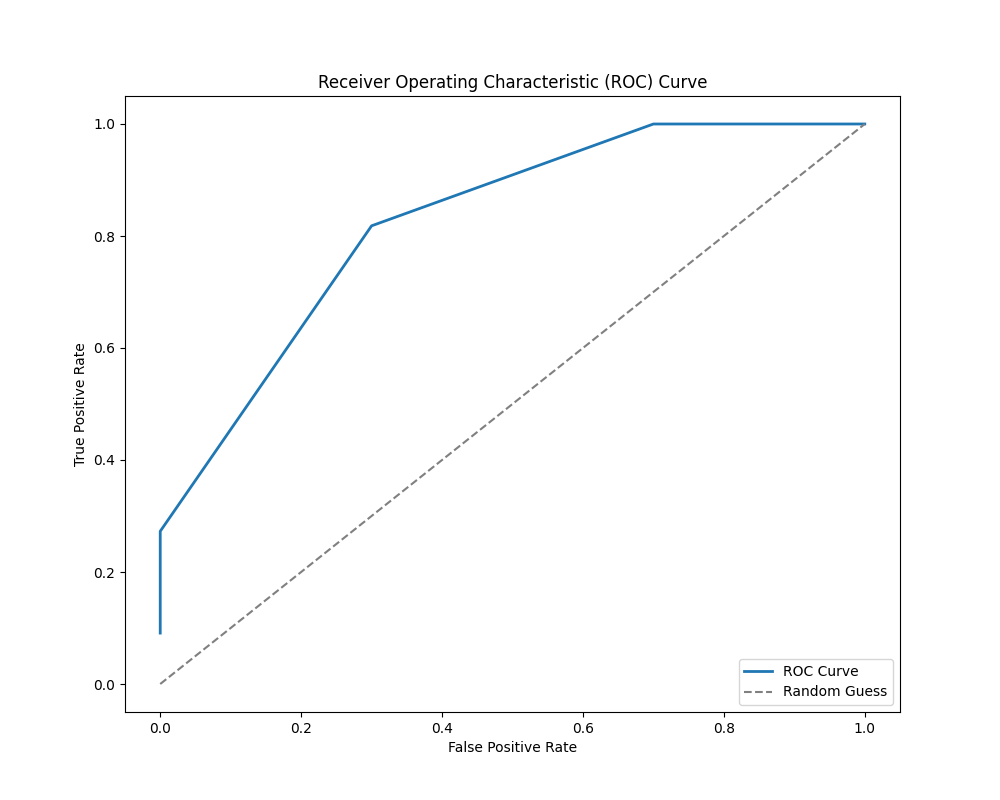 Receiver Operating Characteristic (ROC) Curve
True Positive Rate
1.0
0.8
0.6
0.4
0.2
0.0
0.0 0.2 0.4 0.6 0.8 1.0
False Positive Rate
ROC Curve
Random Guess